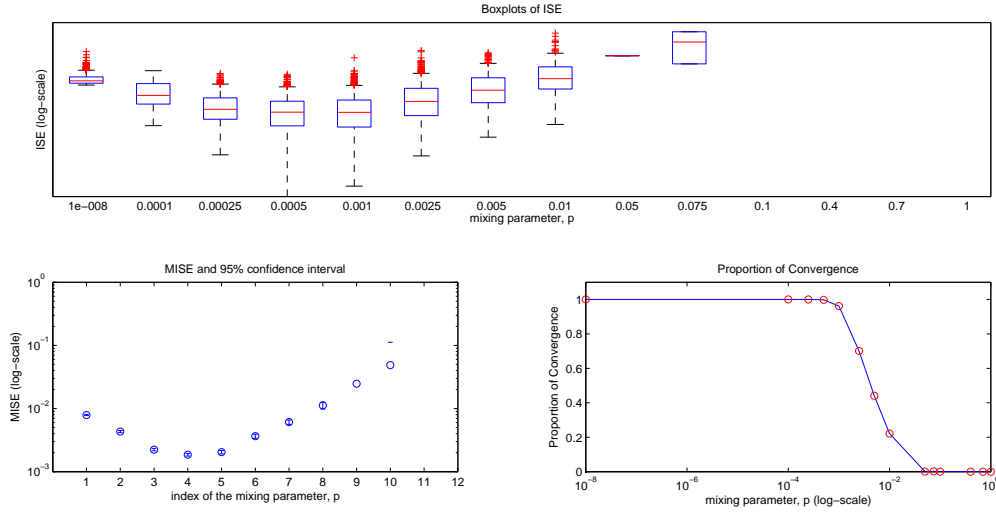 Boxplots of ISE
ISE (log−scale)
1e−008 0.0001 0.00025 0.0005 0.001 0.0025 0.005 0.01 0.05 0.075 0.1 0.4 0.7 1
mixing parameter, p
MISE and 95% confidence interval
MISE (log−scale)
10^0
10^−1
10^−2
10^−3
1 2 3 4 5 6 7 8 9 10 11 12
index of the mixing parameter, p
Proportion of Convergence
Proportion of Convergence
1
0.8
0.6
0.4
0.2
0
10^−8 10^−6 10^−4 10^−2 10^0
mixing parameter, p (log−scale)